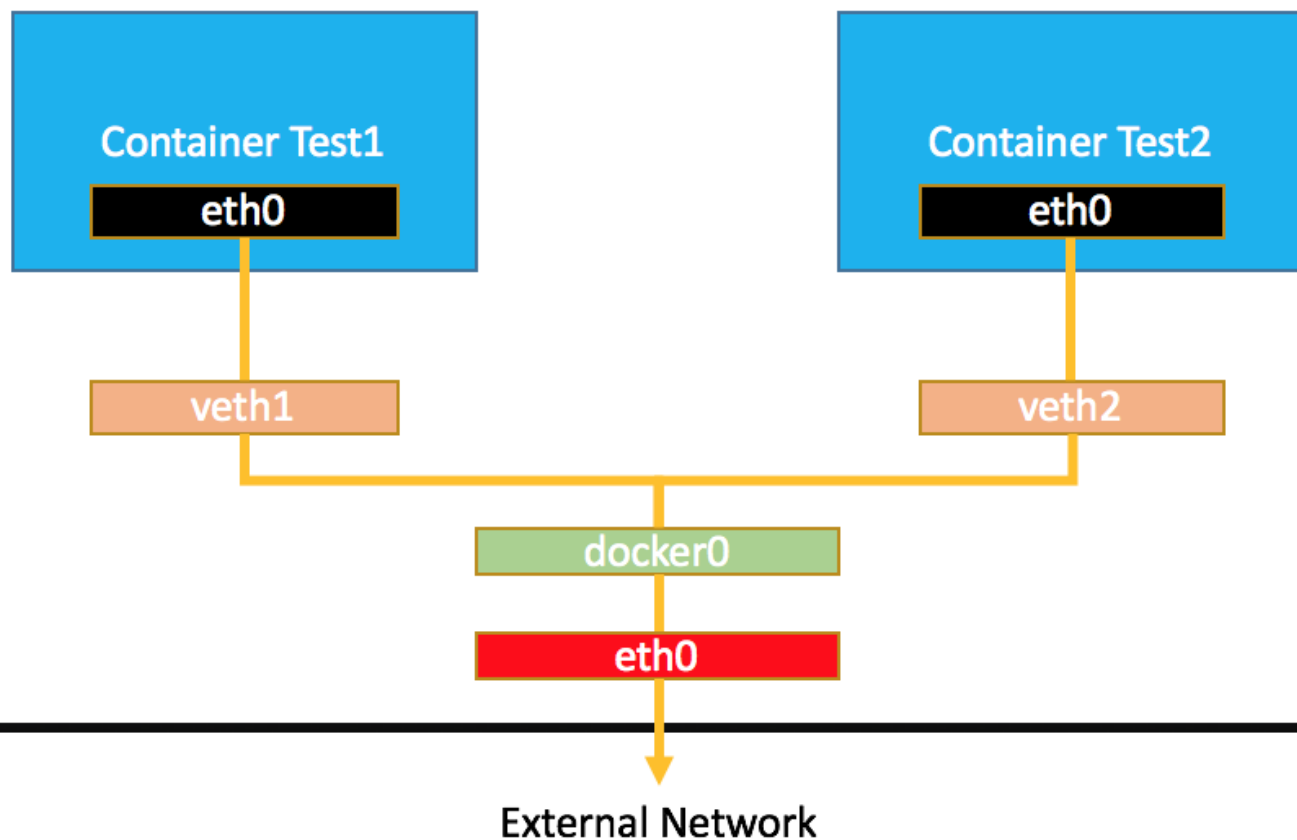 Container Test1
Container Test2
eth0
eth0
veth1
veth2
docker0
eth0
External Network